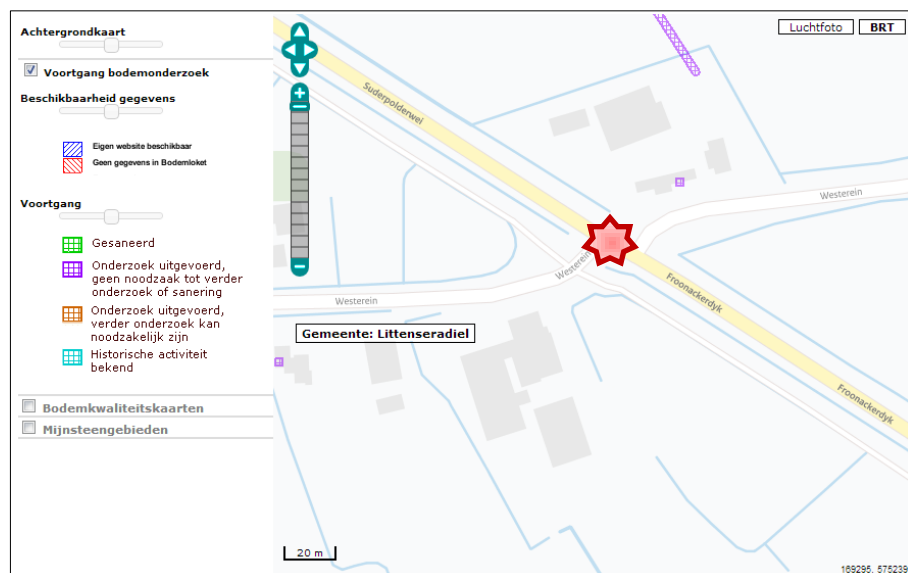 Achtergrondkaart
Voortgang bodemonderzoek
Beschikbaarheid gegevens
Eigen website beschikbaar
Geen gegevens in Bodemloket
Voortgang
Gesaneerd
Onderzoek uitgevoerd,
geen noodzaak tot verder
onderzoek of sanering
Onderzoek uitgevoerd,
verder onderzoek kan
noodzakelijk zijn
Historische activiteit
bekend
Bodemkwaliteitskaarten
Mijnsteengebieden
Luchtfoto
BRT
Suderpolderwei
Westerein
Westerein
Froonackerdyk
Westerein
Gemeente: Littenseradiel
Froonackerdyk
20 m
169295, 575239